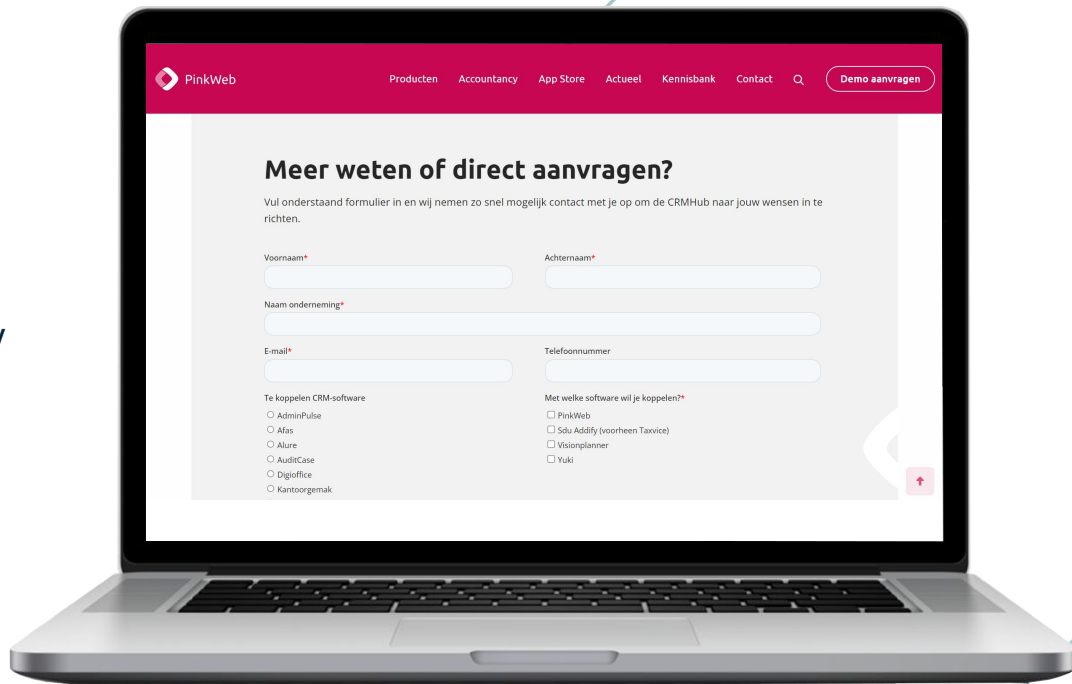 PinkWeb
Producten Accountancy App Store Actueel Kennisbank Contact Demo aanvragen
Meer weten of direct aanvragen?
Vul onderstaand formulier in en wij nemen zo snel mogelijk contact met je op om de CRMHub naar jouw wensen in te
richten.
Voornaam* Achternaam*
Naam onderneming*
E-mail* Telefoonnummer
Te koppelen CRM-software Met welke software wil je koppelen?*
AdminPulse PinkWeb
Afas Sdu Addify (voorheen Taxvice)
Alure Visionplanner
AuditCase Yuki
Digioffice
Kantoorgemak